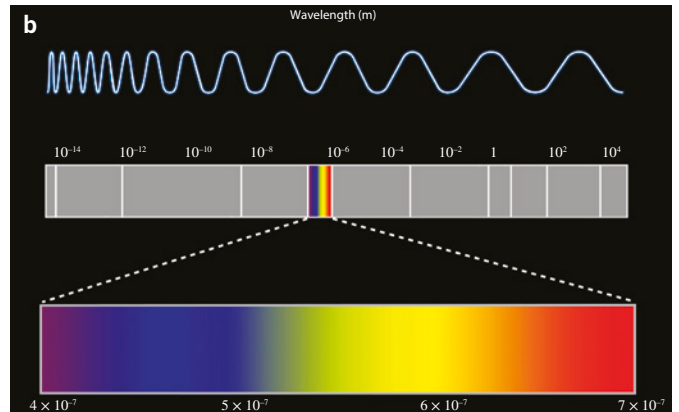 Wavelength (m)
b
10⁻¹⁴ 10⁻¹² 10⁻¹⁰ 10⁻⁸ 10⁻⁶ 10⁻⁴ 10⁻² 1 10² 10⁴
4 × 10⁻⁷ 5 × 10⁻⁷ 6 × 10⁻⁷ 7 × 10⁻⁷